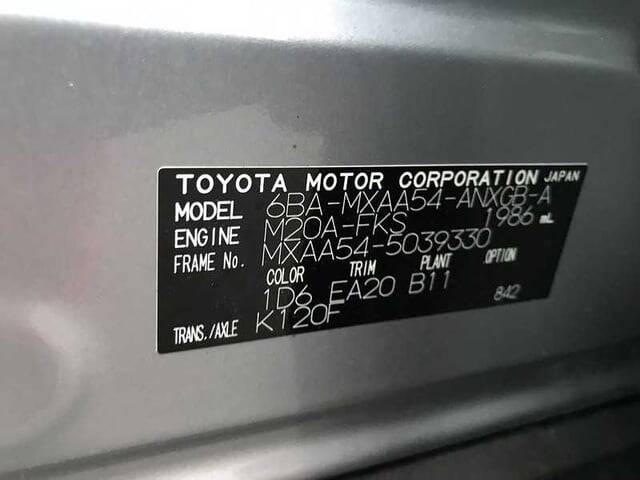 TOYOTA MOTOR CORPORATION JAPAN
MODEL 6BA-MXAA54-ANXGB-A
ENGINE M20A-FKS 1986 mL
FRAME No. MXAA54-5039330
COLOR TRIM PLANT OPTION
1D6 EA20 B11 842
TRANS./AXLE K120F